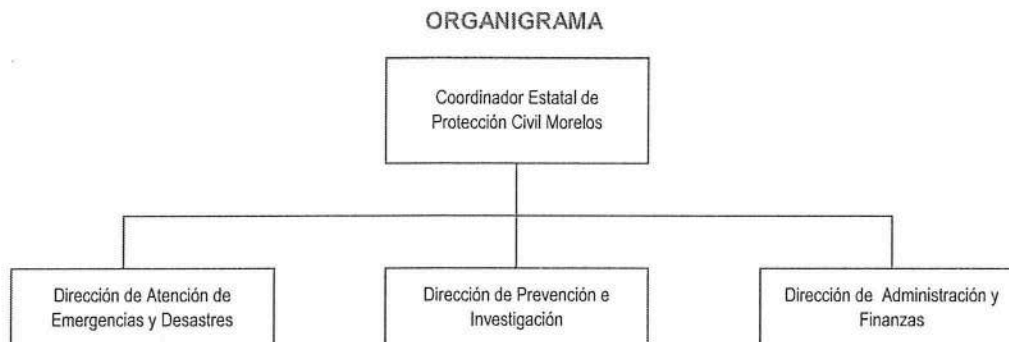 ORGANIGRAMA
Coordinador Estatal de
Protección Civil Morelos
Dirección de Atención de
Emergencias y Desastres
Dirección de Prevención e
Investigación
Dirección de Administración y
Finanzas